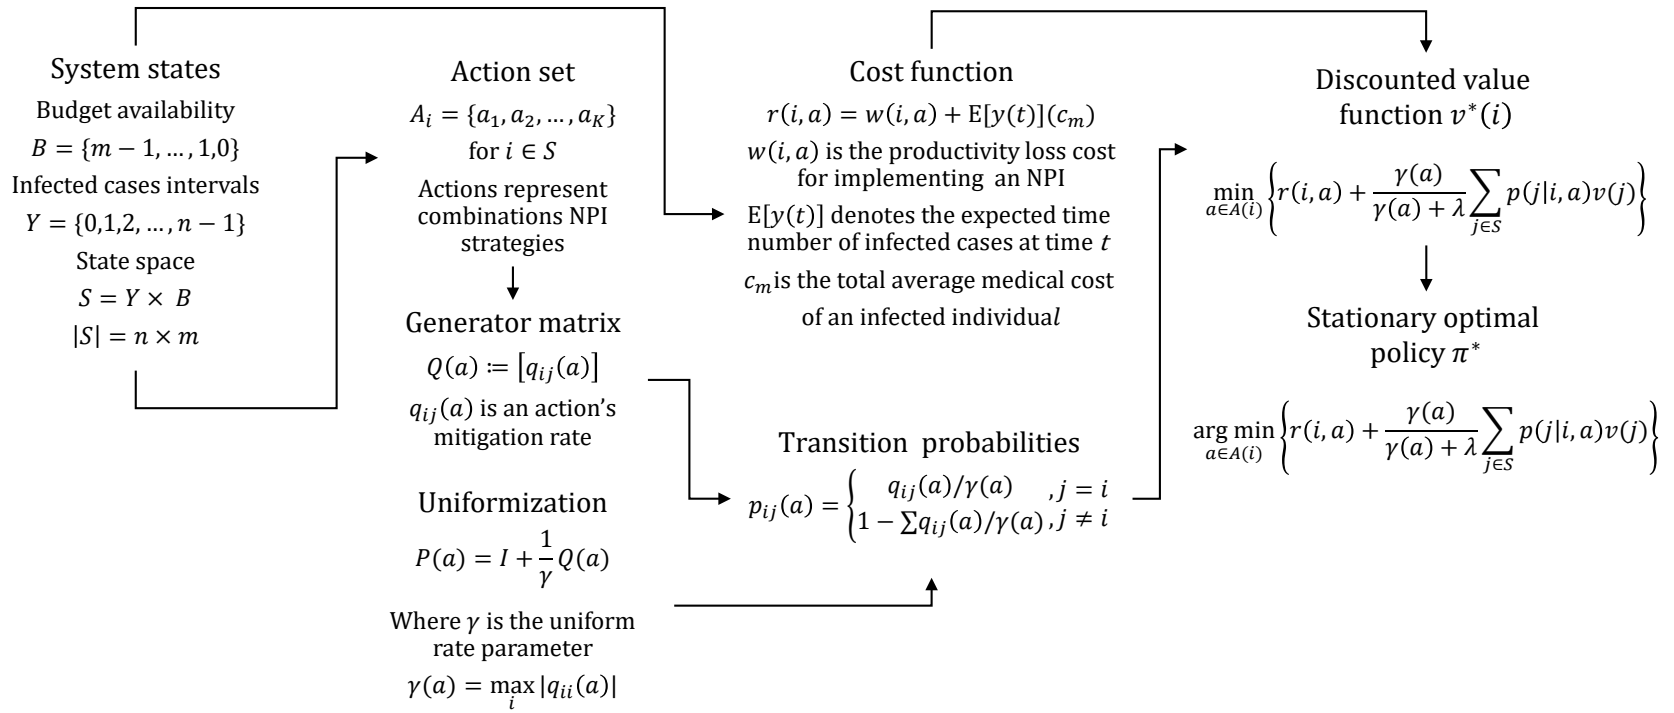 System states
Budget availability
B = {m − 1, … , 1,0}
Infected cases intervals
Y = {0,1,2, … , n − 1}
State space
S = Y × B
|S| = n × m
Action set
A_i = {a_1, a_2, … , a_K}
for i ∈ S
Actions represent
combinations NPI
strategies
Generator matrix
Q(a) ≔ [q_ij(a)]
q_ij(a) is an action’s
mitigation rate
Uniformization
P(a) = I + 1/γ Q(a)
Where γ is the uniform
rate parameter
γ(a) = max_i |q_ii(a)|
Cost function
r(i, a) = w(i, a) + E[y(t)](c_m)
w(i, a) is the productivity loss cost
for implementing an NPI
E[y(t)] denotes the expected time
number of infected cases at time t
c_m is the total average medical cost
of an infected individual
Transition probabilities
p_ij(a) = { q_ij(a)/γ(a) , j = i
1 − ∑q_ij(a)/γ(a) , j ≠ i
Discounted value
function v*(i)
min_{a∈A(i)} {r(i, a) + γ(a)/(γ(a) + λ) ∑_{j∈S} p(j|i, a)v(j)}
Stationary optimal
policy π*
arg min_{a∈A(i)} {r(i, a) + γ(a)/(γ(a) + λ) ∑_{j∈S} p(j|i, a)v(j)}